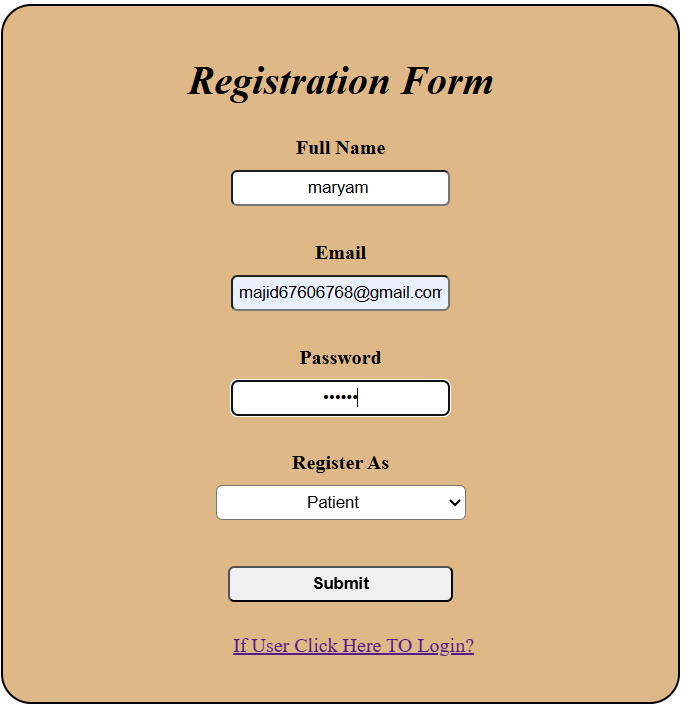 Registration Form
Full Name
maryam
Email
majid67606768@gmail.com
Password
••••••
Register As
Patient
Submit
If User Click Here TO Login?